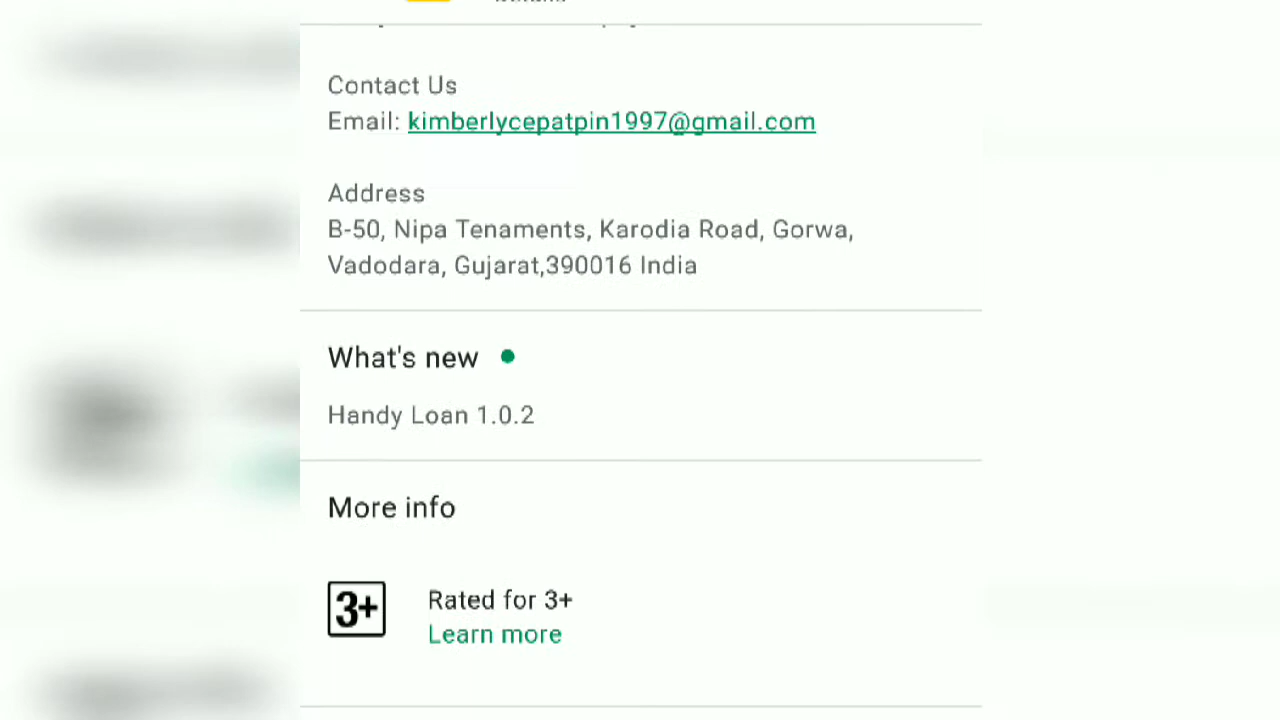 Contact Us
Email: kimberlycepatpin1997@gmail.com
Address
B-50, Nipa Tenaments, Karodia Road, Gorwa,
Vadodara, Gujarat,390016 India
What's new
Handy Loan 1.0.2
More info
3+ Rated for 3+
Learn more